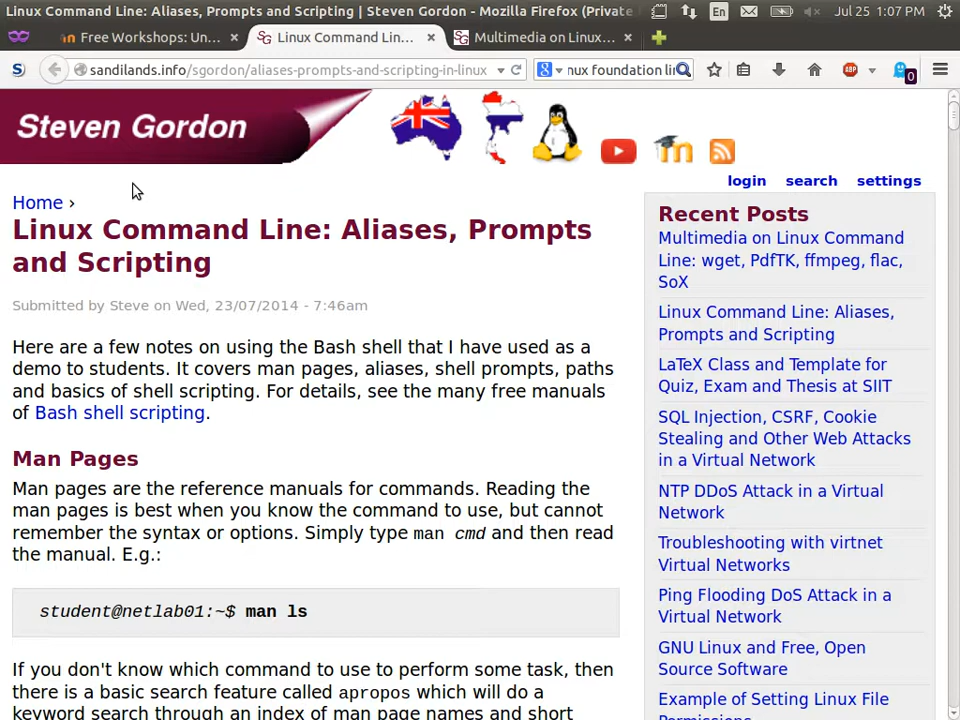 Linux Command Line: Aliases, Prompts and Scripting | Steven Gordon - Mozilla Firefox (Private
En
Jul 25 1:07 PM
Free Workshops: Un...
Linux Command Lin...
Multimedia on Linux...
sandilands.info/sgordon/aliases-prompts-and-scripting-in-linux
nux foundation li
ABP
0
Steven Gordon
login search settings
Home ›
Linux Command Line: Aliases, Prompts
and Scripting
Submitted by Steve on Wed, 23/07/2014 - 7:46am
Here are a few notes on using the Bash shell that I have used as a
demo to students. It covers man pages, aliases, shell prompts, paths
and basics of shell scripting. For details, see the many free manuals
of Bash shell scripting.
Man Pages
Man pages are the reference manuals for commands. Reading the
man pages is best when you know the command to use, but cannot
remember the syntax or options. Simply type man cmd and then read
the manual. E.g.:
student@netlab01:~$ man ls
If you don't know which command to use to perform some task, then
there is a basic search feature called apropos which will do a
keyword search through an index of man page names and short
Recent Posts
Multimedia on Linux Command
Line: wget, PdfTK, ffmpeg, flac,
SoX
Linux Command Line: Aliases,
Prompts and Scripting
LaTeX Class and Template for
Quiz, Exam and Thesis at SIIT
SQL Injection, CSRF, Cookie
Stealing and Other Web Attacks
in a Virtual Network
NTP DDoS Attack in a Virtual
Network
Troubleshooting with virtnet
Virtual Networks
Ping Flooding DoS Attack in a
Virtual Network
GNU Linux and Free, Open
Source Software
Example of Setting Linux File
Permissions